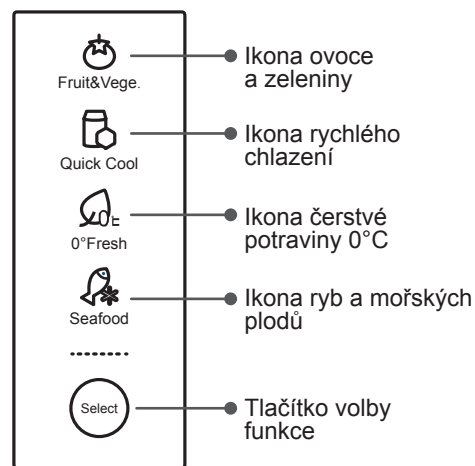 Fruit&Vege.
Ikona ovoce
a zeleniny
Quick Cool
Ikona rychlého
chlazení
0°Fresh
Ikona čerstvé
potraviny 0°C
Seafood
Ikona ryb a mořských
plodů
Select
Tlačítko volby
funkce